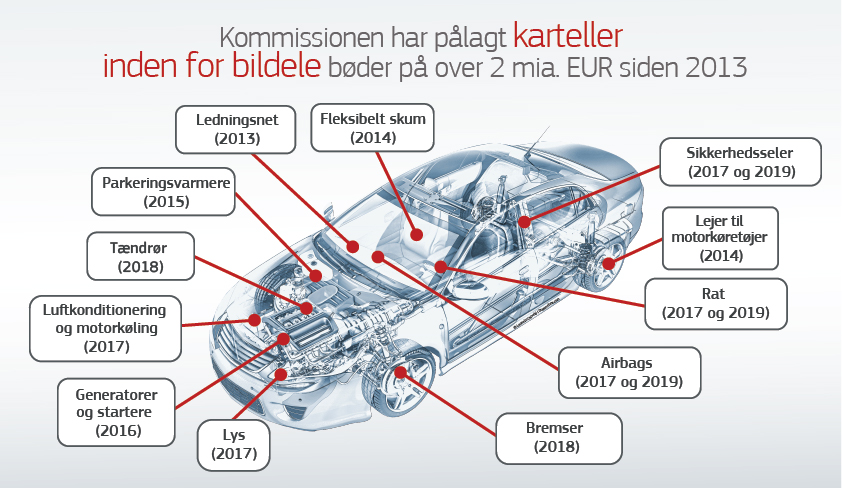 Kommissionen har pålagt karteller
inden for bildele bøder på over 2 mia. EUR siden 2013
Ledningsnet
(2013)
Fleksibelt skum
(2014)
Sikkerhedsseler
(2017 og 2019)
Parkeringsvarmere
(2015)
Lejer til
motorkøretøjer
(2014)
Tændrør
(2018)
Rat
(2017 og 2019)
Luftkonditionering
og motorkøling
(2017)
Airbags
(2017 og 2019)
Generatorer
og startere
(2016)
Lys
(2017)
Bremser
(2018)